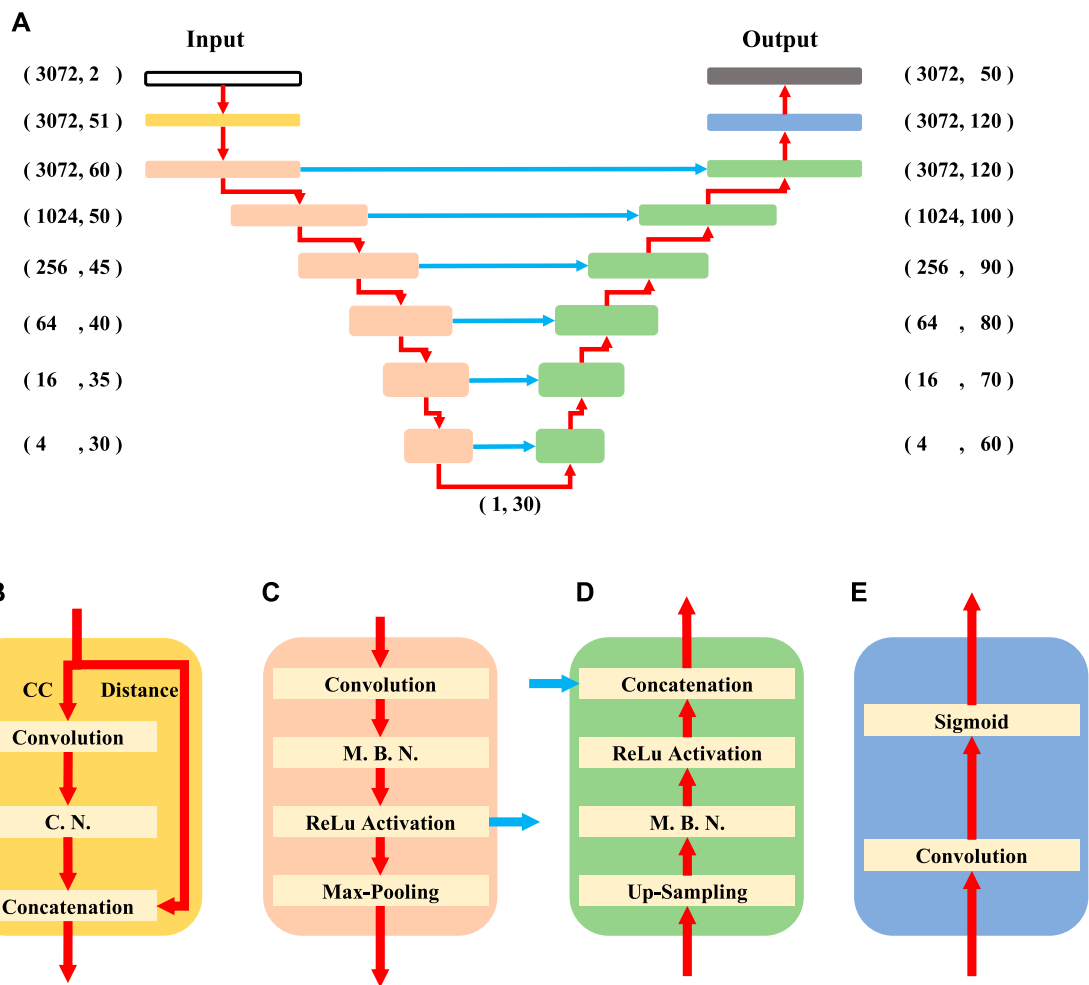 A
Input
Output
( 3072, 2 )
( 3072, 50 )
( 3072, 51 )
( 3072, 120 )
( 3072, 60 )
( 3072, 120 )
( 1024, 50 )
( 1024, 100 )
( 256 , 45 )
( 256 , 90 )
( 64 , 40 )
( 64 , 80 )
( 16 , 35 )
( 16 , 70 )
( 4 , 30 )
( 4 , 60 )
( 1, 30)
B
CC
Distance
Convolution
C. N.
Concatenation
C
Convolution
M. B. N.
ReLu Activation
Max-Pooling
D
Concatenation
ReLu Activation
M. B. N.
Up-Sampling
E
Sigmoid
Convolution